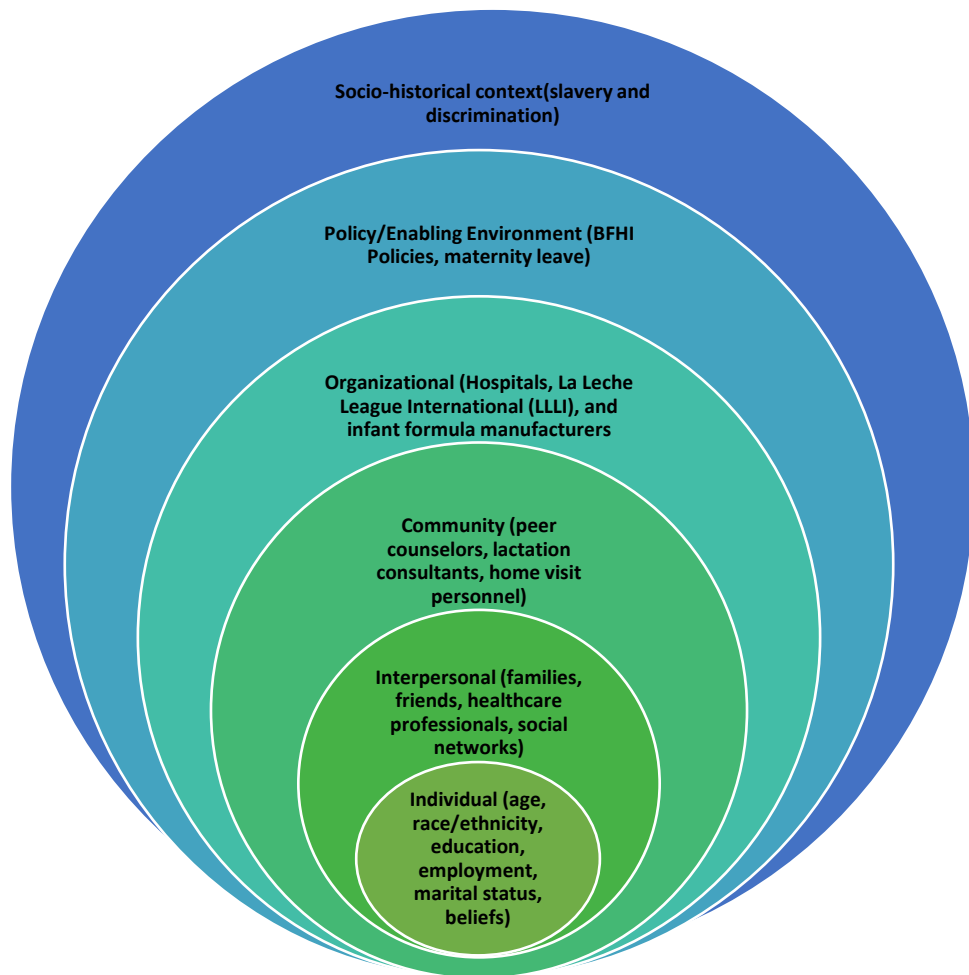 Socio-historical context(slavery and
discrimination)
Policy/Enabling Environment (BFHI
Policies, maternity leave)
Organizational (Hospitals, La Leche
League International (LLLI), and
infant formula manufacturers
Community (peer
counselors, lactation
consultants, home visit
personnel)
Interpersonal (families,
friends, healthcare
professionals, social
networks)
Individual (age,
race/ethnicity,
education,
employment,
marital status,
beliefs)